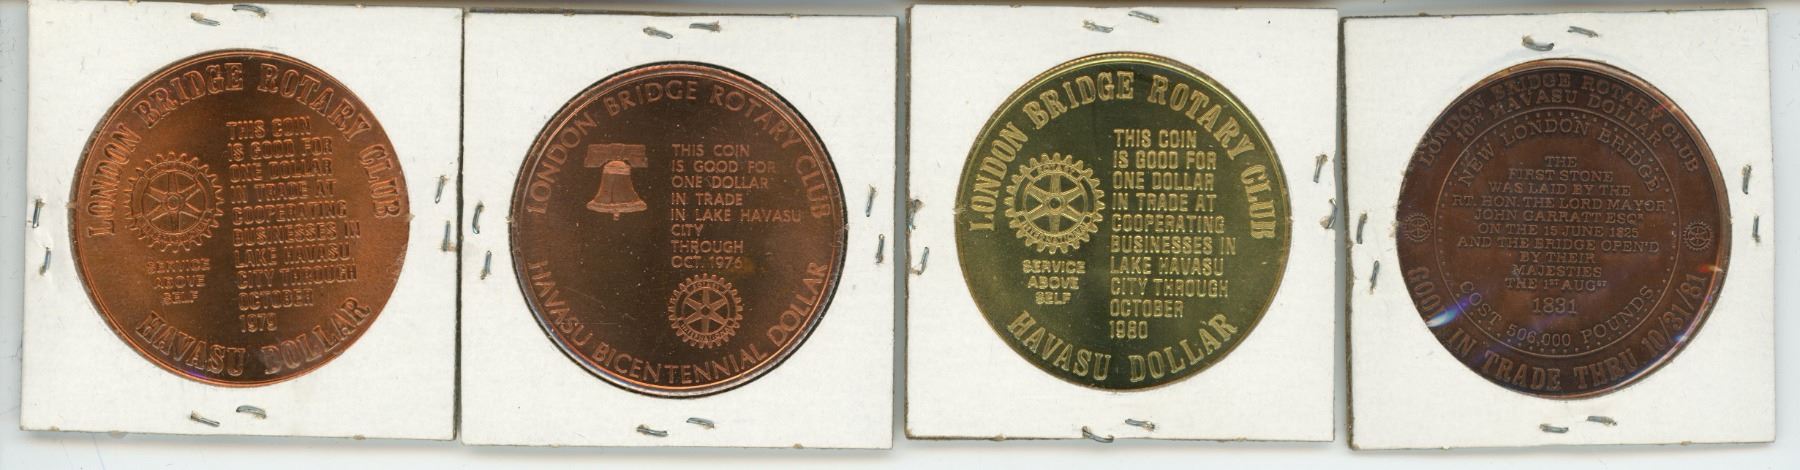 LONDON BRIDGE ROTARY CLUB
THIS COIN
IS GOOD FOR
ONE DOLLAR
IN TRADE AT
COOPERATING
BUSINESSES IN
LAKE HAVASU
CITY THROUGH
OCTOBER
1979
SERVICE
ABOVE
SELF
HAVASU DOLLAR
LONDON BRIDGE ROTARY CLUB
THIS COIN
IS GOOD FOR
ONE DOLLAR
IN TRADE
IN LAKE HAVASU
CITY
THROUGH
OCT. 1976
HAVASU BICENTENNIAL DOLLAR
LONDON BRIDGE ROTARY CLUB
THIS COIN
IS GOOD FOR
ONE DOLLAR
IN TRADE AT
COOPERATING
BUSINESSES IN
LAKE HAVASU
CITY THROUGH
OCTOBER
1980
INTERNATIONAL
SERVICE
ABOVE
SELF
HAVASU DOLLAR
LONDON BRIDGE ROTARY CLUB
10TH HAVASU DOLLAR
NEW LONDON BRIDGE
THE
FIRST STONE
WAS LAID BY THE
RT. HON. THE LORD MAYOR
JOHN GARRATT ESQR
ON THE 15 JUNE 1825
AND THE BRIDGE OPEN'D
BY THEIR
MAJESTIES
THE 1ST AUGST
1831
COST. 506,000 POUNDS
GOOD IN TRADE THRU 10/31/81